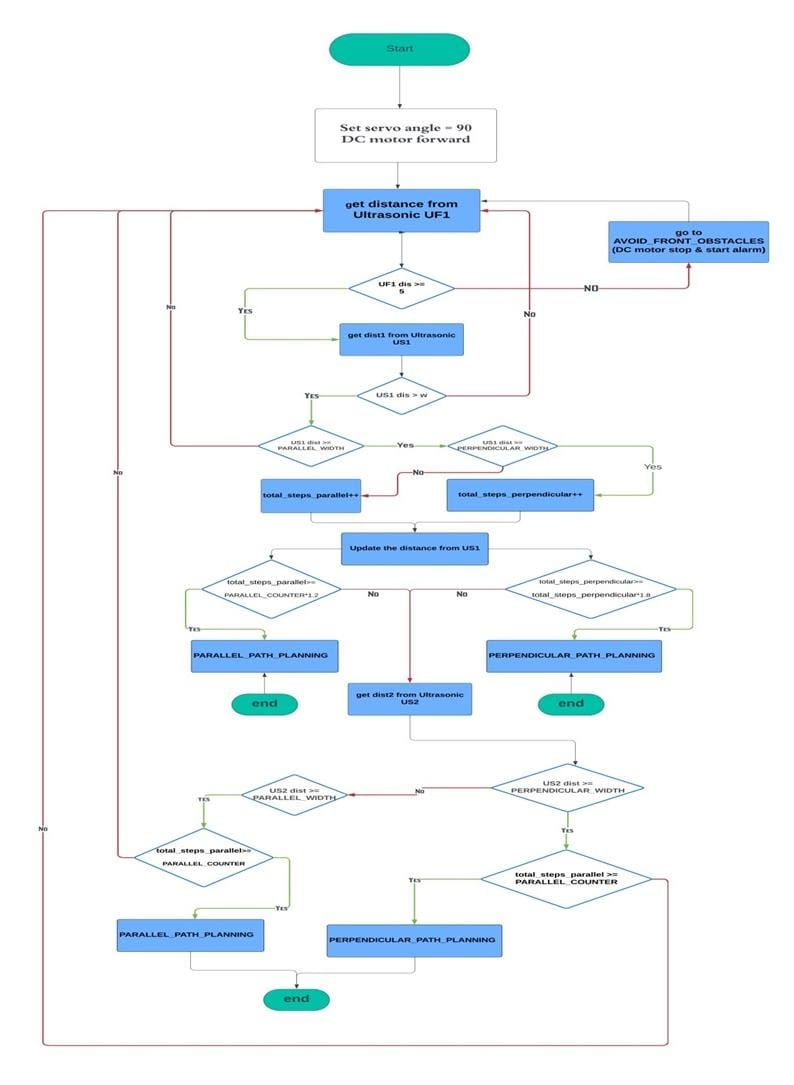 Start
Set servo angle = 90
DC motor forward
get distance from
Ultrasonic UF1
go to
AVOID_FRONT_OBSTACLES
(DC motor stop & start alarm)
UF1 dis >=
5
NO
YES
No
No
get dist1 from Ultrasonic
US1
US1 dis > w
YES
US1 dist >=
PARALLEL_WIDTH
Yes
US1 dist >=
PERPENDICULAR_WIDTH
Yes
No
No
total_steps_parallel++
total_steps_perpendicular++
Update the distance from US1
total_steps_parallel>=
PARALLEL_COUNTER*1.2
No
No
total_steps_perpendicular>=
total_steps_perpendicular*1.8
YES
YES
PARALLEL_PATH_PLANNING
PERPENDICULAR_PATH_PLANNING
end
get dist2 from Ultrasonic
US2
end
US2 dist >=
PARALLEL_WIDTH
No
US2 dist >=
PERPENDICULAR_WIDTH
YES
No
YES
total_steps_parallel>=
PARALLEL_COUNTER
total_steps_parallel >=
PARALLEL_COUNTER
YES
YES
PARALLEL_PATH_PLANNING
PERPENDICULAR_PATH_PLANNING
end